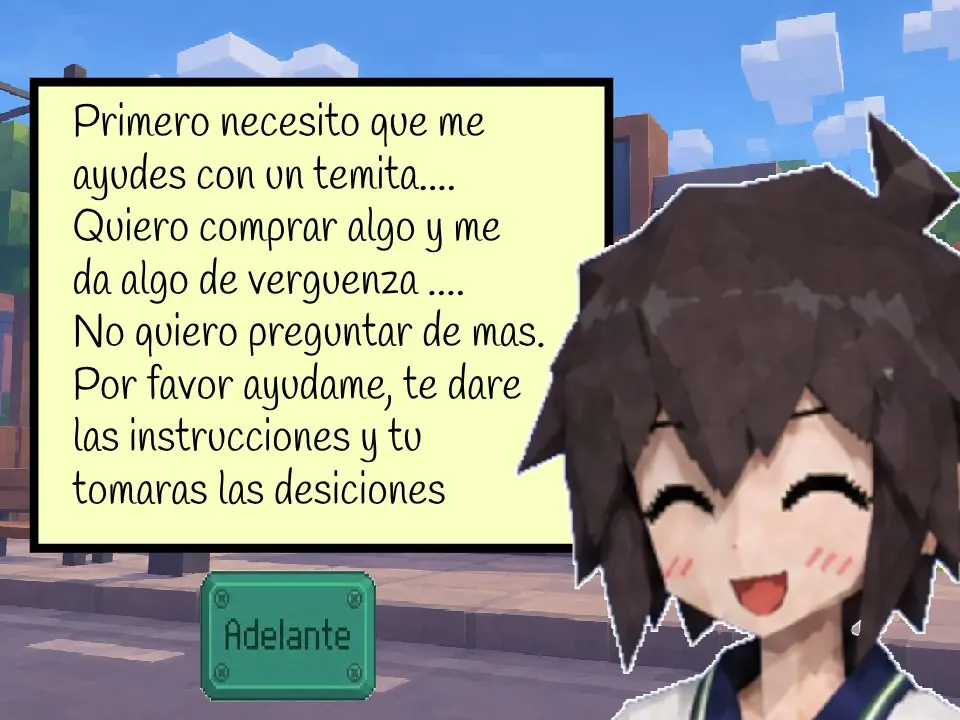 Primero necesito que me
ayudes con un temita....
Quiero comprar algo y me
da algo de verguenza ....
No quiero preguntar de mas.
Por favor ayudame, te dare
las instrucciones y tu
tomaras las desiciones
Adelante